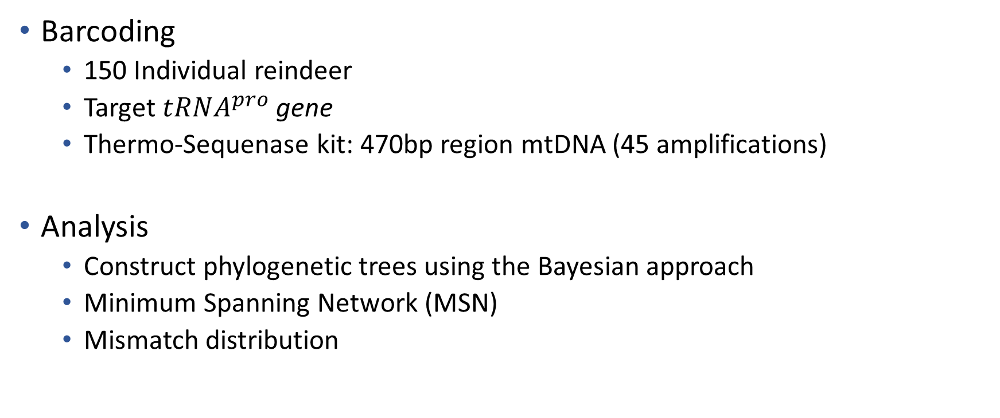 • Barcoding
• 150 Individual reindeer
• Target tRNA^pro gene
• Thermo-Sequenase kit: 470bp region mtDNA (45 amplifications)
• Analysis
• Construct phylogenetic trees using the Bayesian approach
• Minimum Spanning Network (MSN)
• Mismatch distribution